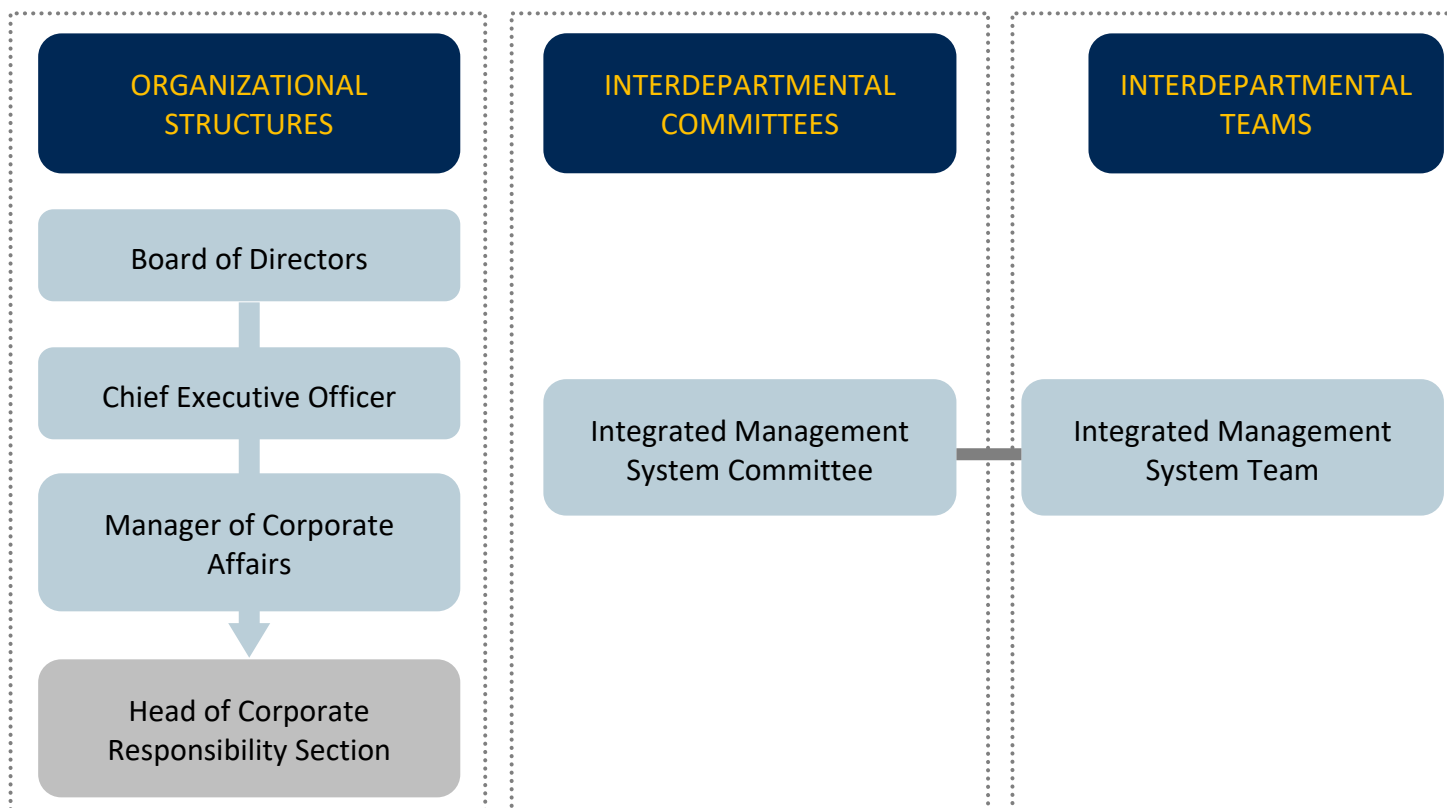 ORGANIZATIONAL
STRUCTURES
Board of Directors
Chief Executive Officer
Manager of Corporate
Affairs
Head of Corporate
Responsibility Section
INTERDEPARTMENTAL
COMMITTEES
Integrated Management
System Committee
INTERDEPARTMENTAL
TEAMS
Integrated Management
System Team